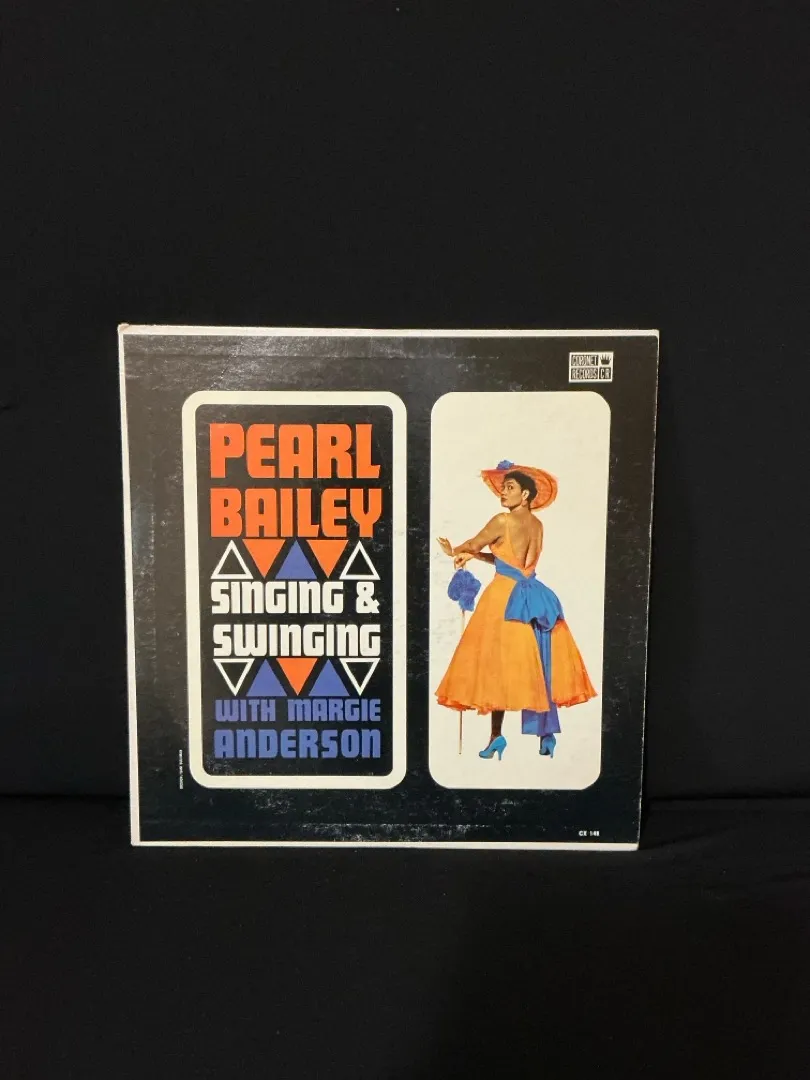 CORONET
RECORDS CR
PEARL
BAILEY
SINGING &
SWINGING
WITH MARGIE
ANDERSON